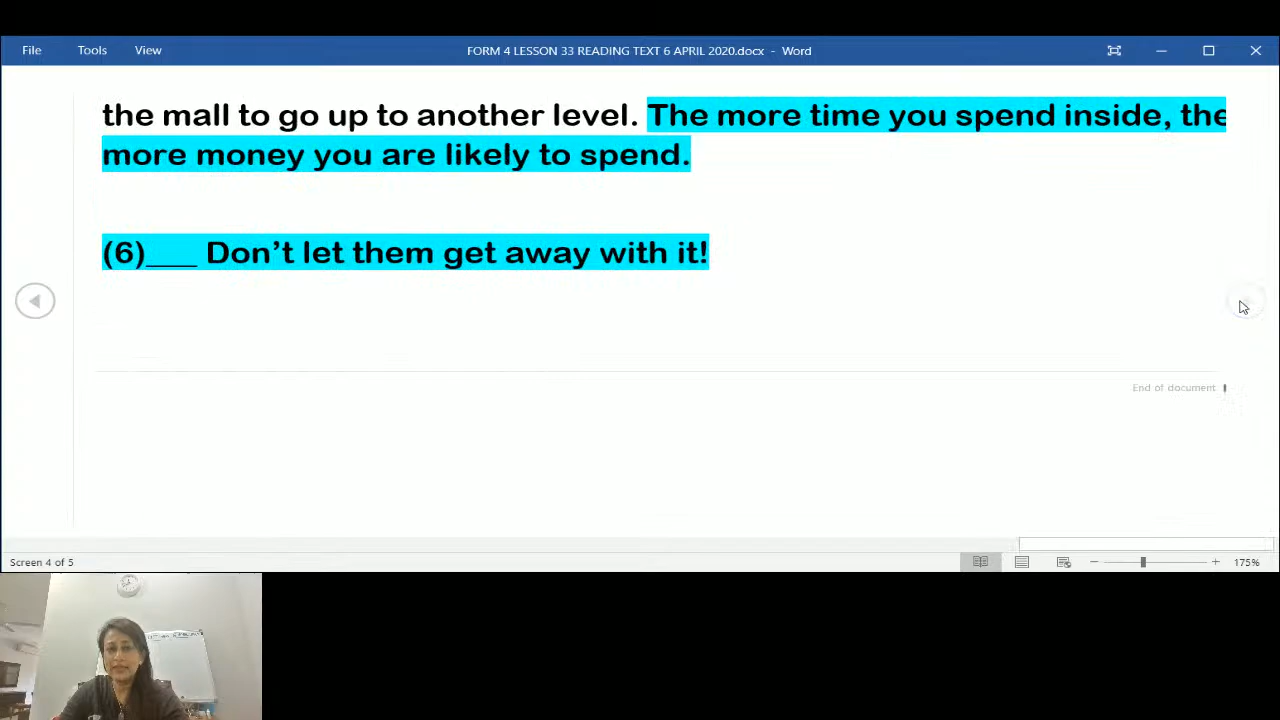 File Tools View FORM 4 LESSON 33 READING TEXT 6 APRIL 2020.docx - Word
the mall to go up to another level. The more time you spend inside, the
more money you are likely to spend.
(6)___ Don’t let them get away with it!
End of document
Screen 4 of 5 175%